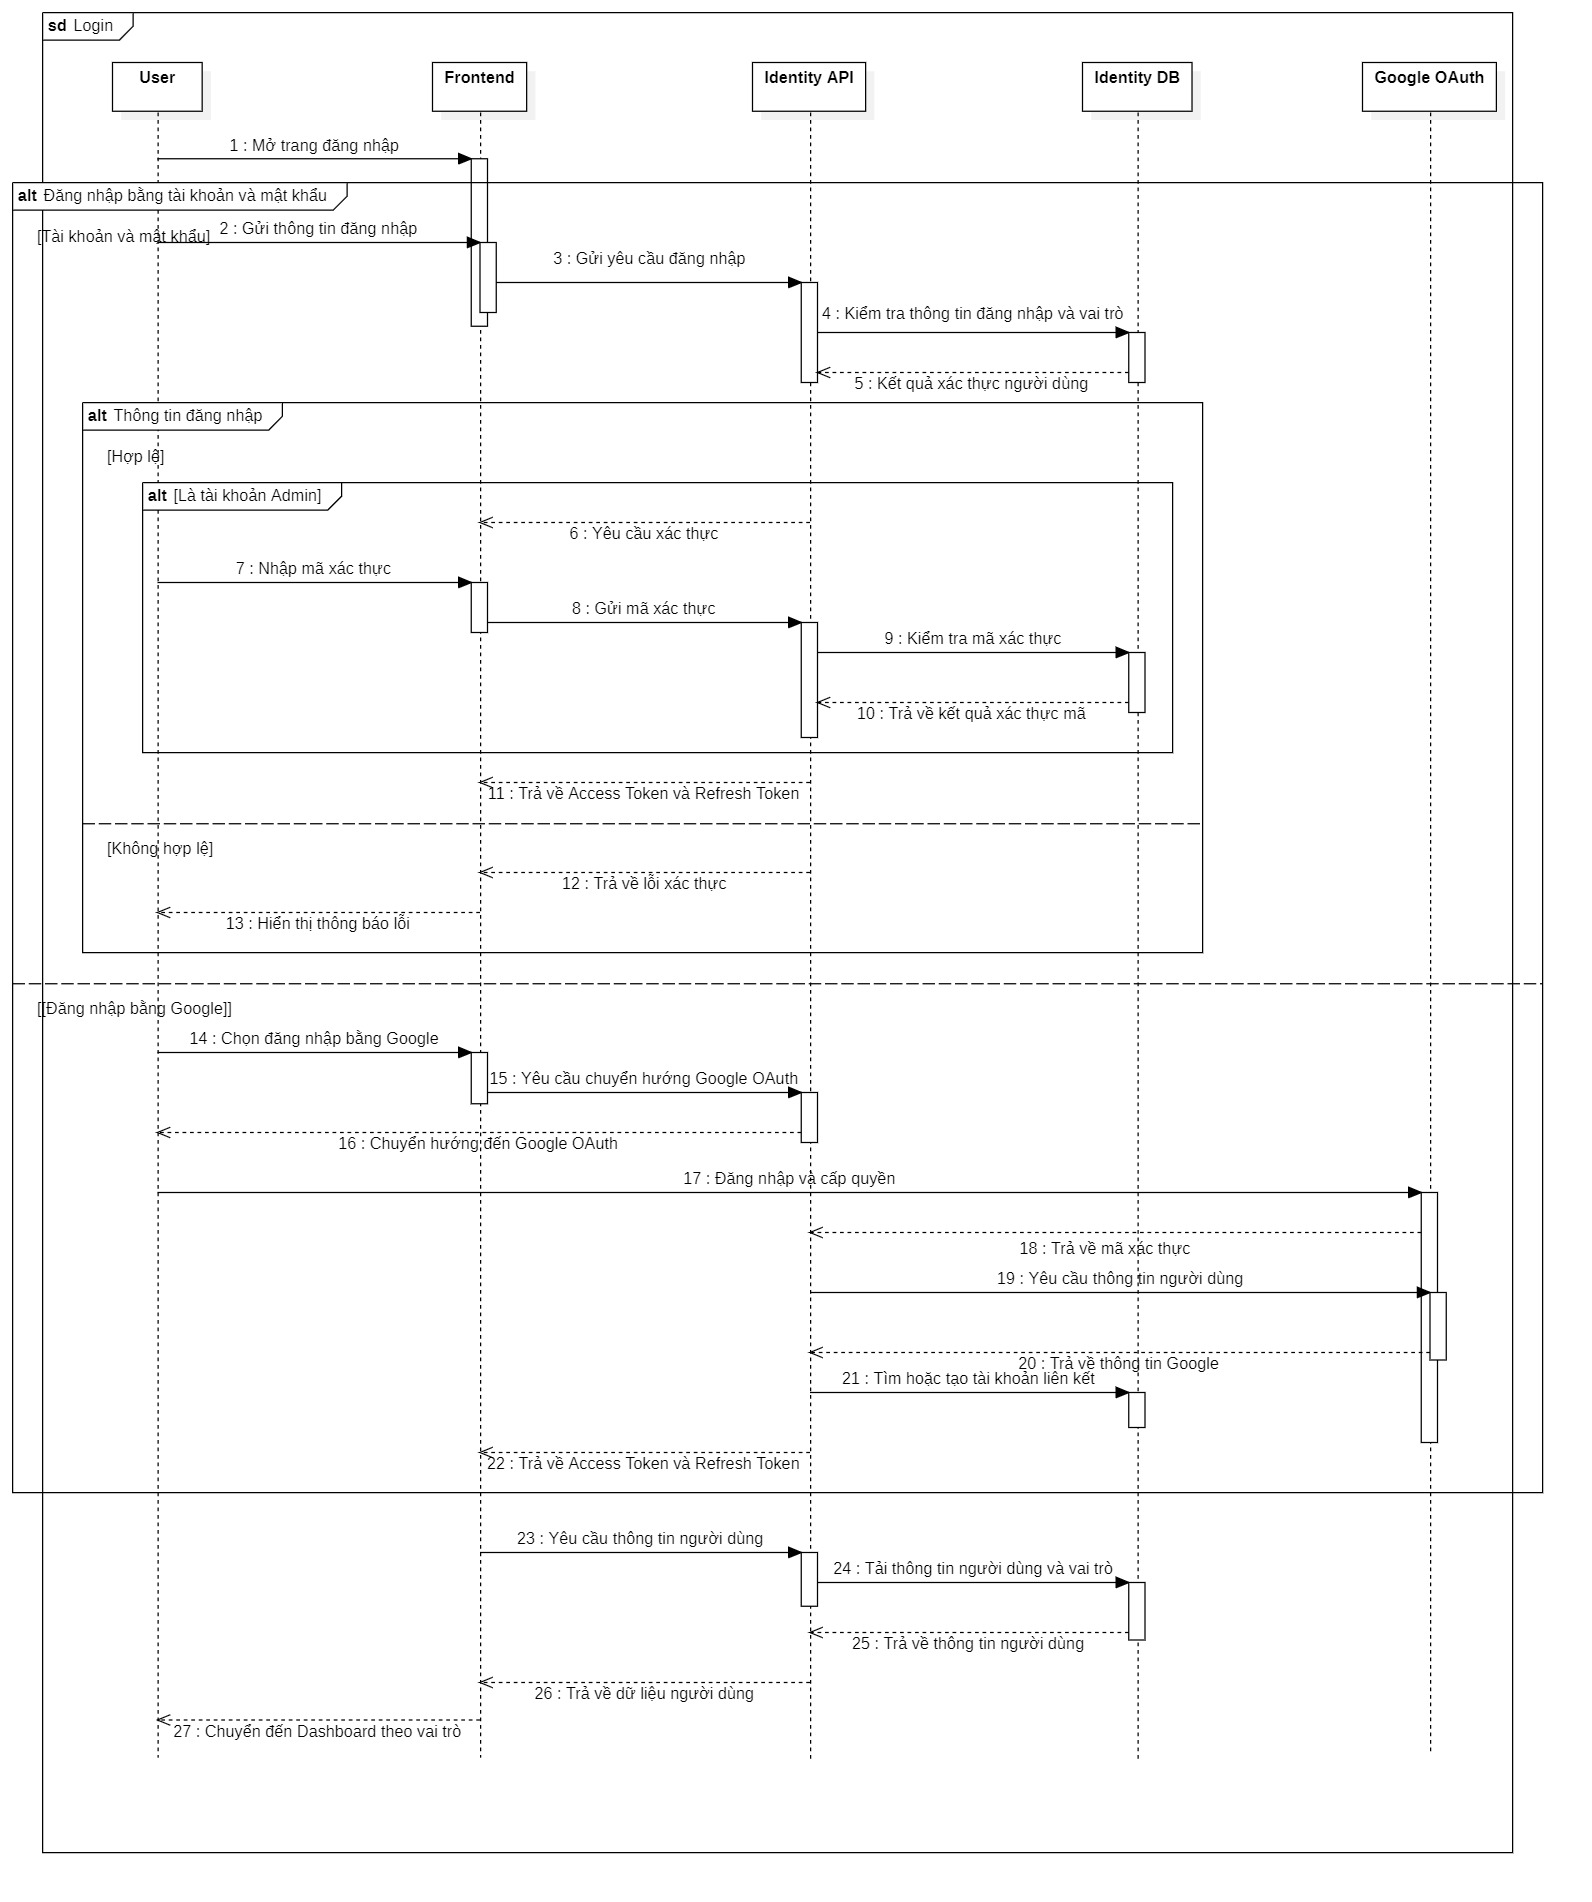 sd Login
User
Frontend
Identity API
Identity DB
Google OAuth
1 : Mở trang đăng nhập
alt Đăng nhập bằng tài khoản và mật khẩu
[Tài khoản và mật khẩu]
2 : Gửi thông tin đăng nhập
3 : Gửi yêu cầu đăng nhập
4 : Kiểm tra thông tin đăng nhập và vai trò
5 : Kết quả xác thực người dùng
alt Thông tin đăng nhập
[Hợp lệ]
alt [Là tài khoản Admin]
6 : Yêu cầu xác thực
7 : Nhập mã xác thực
8 : Gửi mã xác thực
9 : Kiểm tra mã xác thực
10 : Trả về kết quả xác thực mã
11 : Trả về Access Token và Refresh Token
[Không hợp lệ]
12 : Trả về lỗi xác thực
13 : Hiển thị thông báo lỗi
[[Đăng nhập bằng Google]]
14 : Chọn đăng nhập bằng Google
15 : Yêu cầu chuyển hướng Google OAuth
16 : Chuyển hướng đến Google OAuth
17 : Đăng nhập và cấp quyền
18 : Trả về mã xác thực
19 : Yêu cầu thông tin người dùng
20 : Trả về thông tin Google
21 : Tìm hoặc tạo tài khoản liên kết
22 : Trả về Access Token và Refresh Token
23 : Yêu cầu thông tin người dùng
24 : Tải thông tin người dùng và vai trò
25 : Trả về thông tin người dùng
26 : Trả về dữ liệu người dùng
27 : Chuyển đến Dashboard theo vai trò